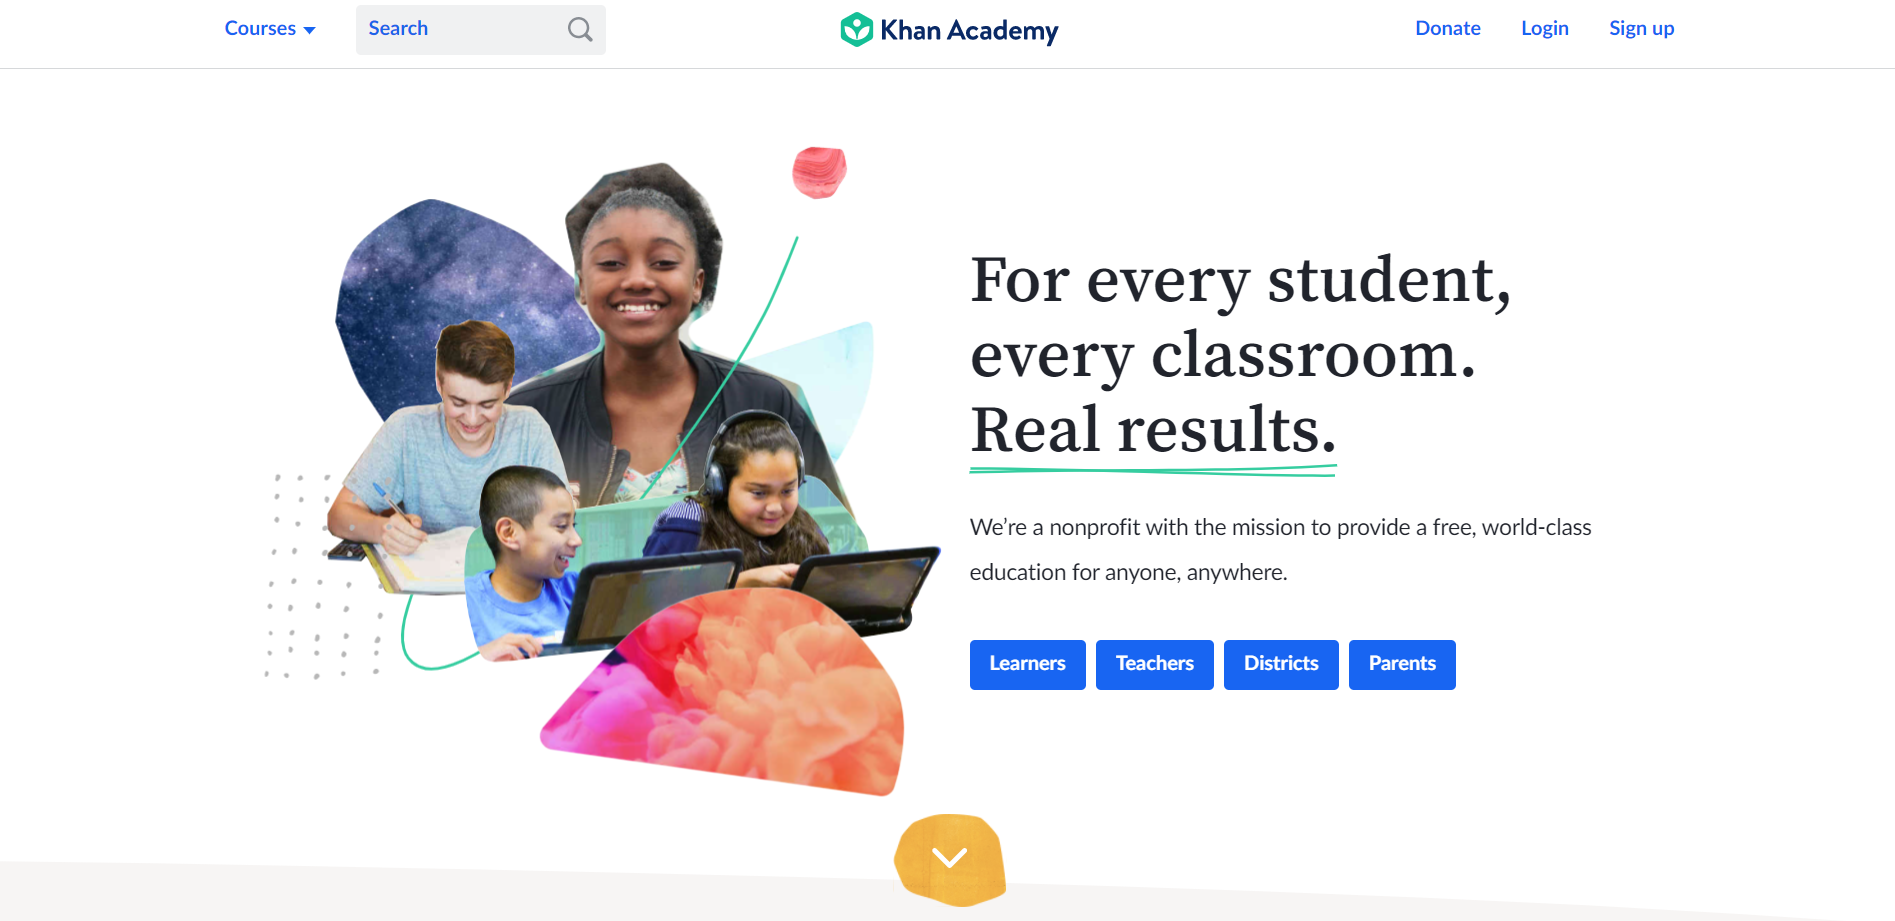 Courses
Search
Khan Academy
Donate
Login
Sign up
For every student,
every classroom.
Real results.
We’re a nonprofit with the mission to provide a free, world-class
education for anyone, anywhere.
Learners
Teachers
Districts
Parents